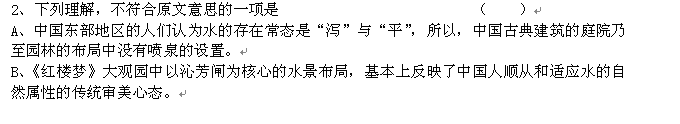 2、下列理解，不符合原文意思的一项是 （ ）
A、中国东部地区的人们认为水的存在常态是“泻”与“平”，所以，中国古典建筑的庭院乃
至园林的布局中没有喷泉的设置。
B、《红楼梦》大观园中以沁芳闸为核心的水景布局，基本上反映了中国人顺从和适应水的自
然属性的传统审美心态。